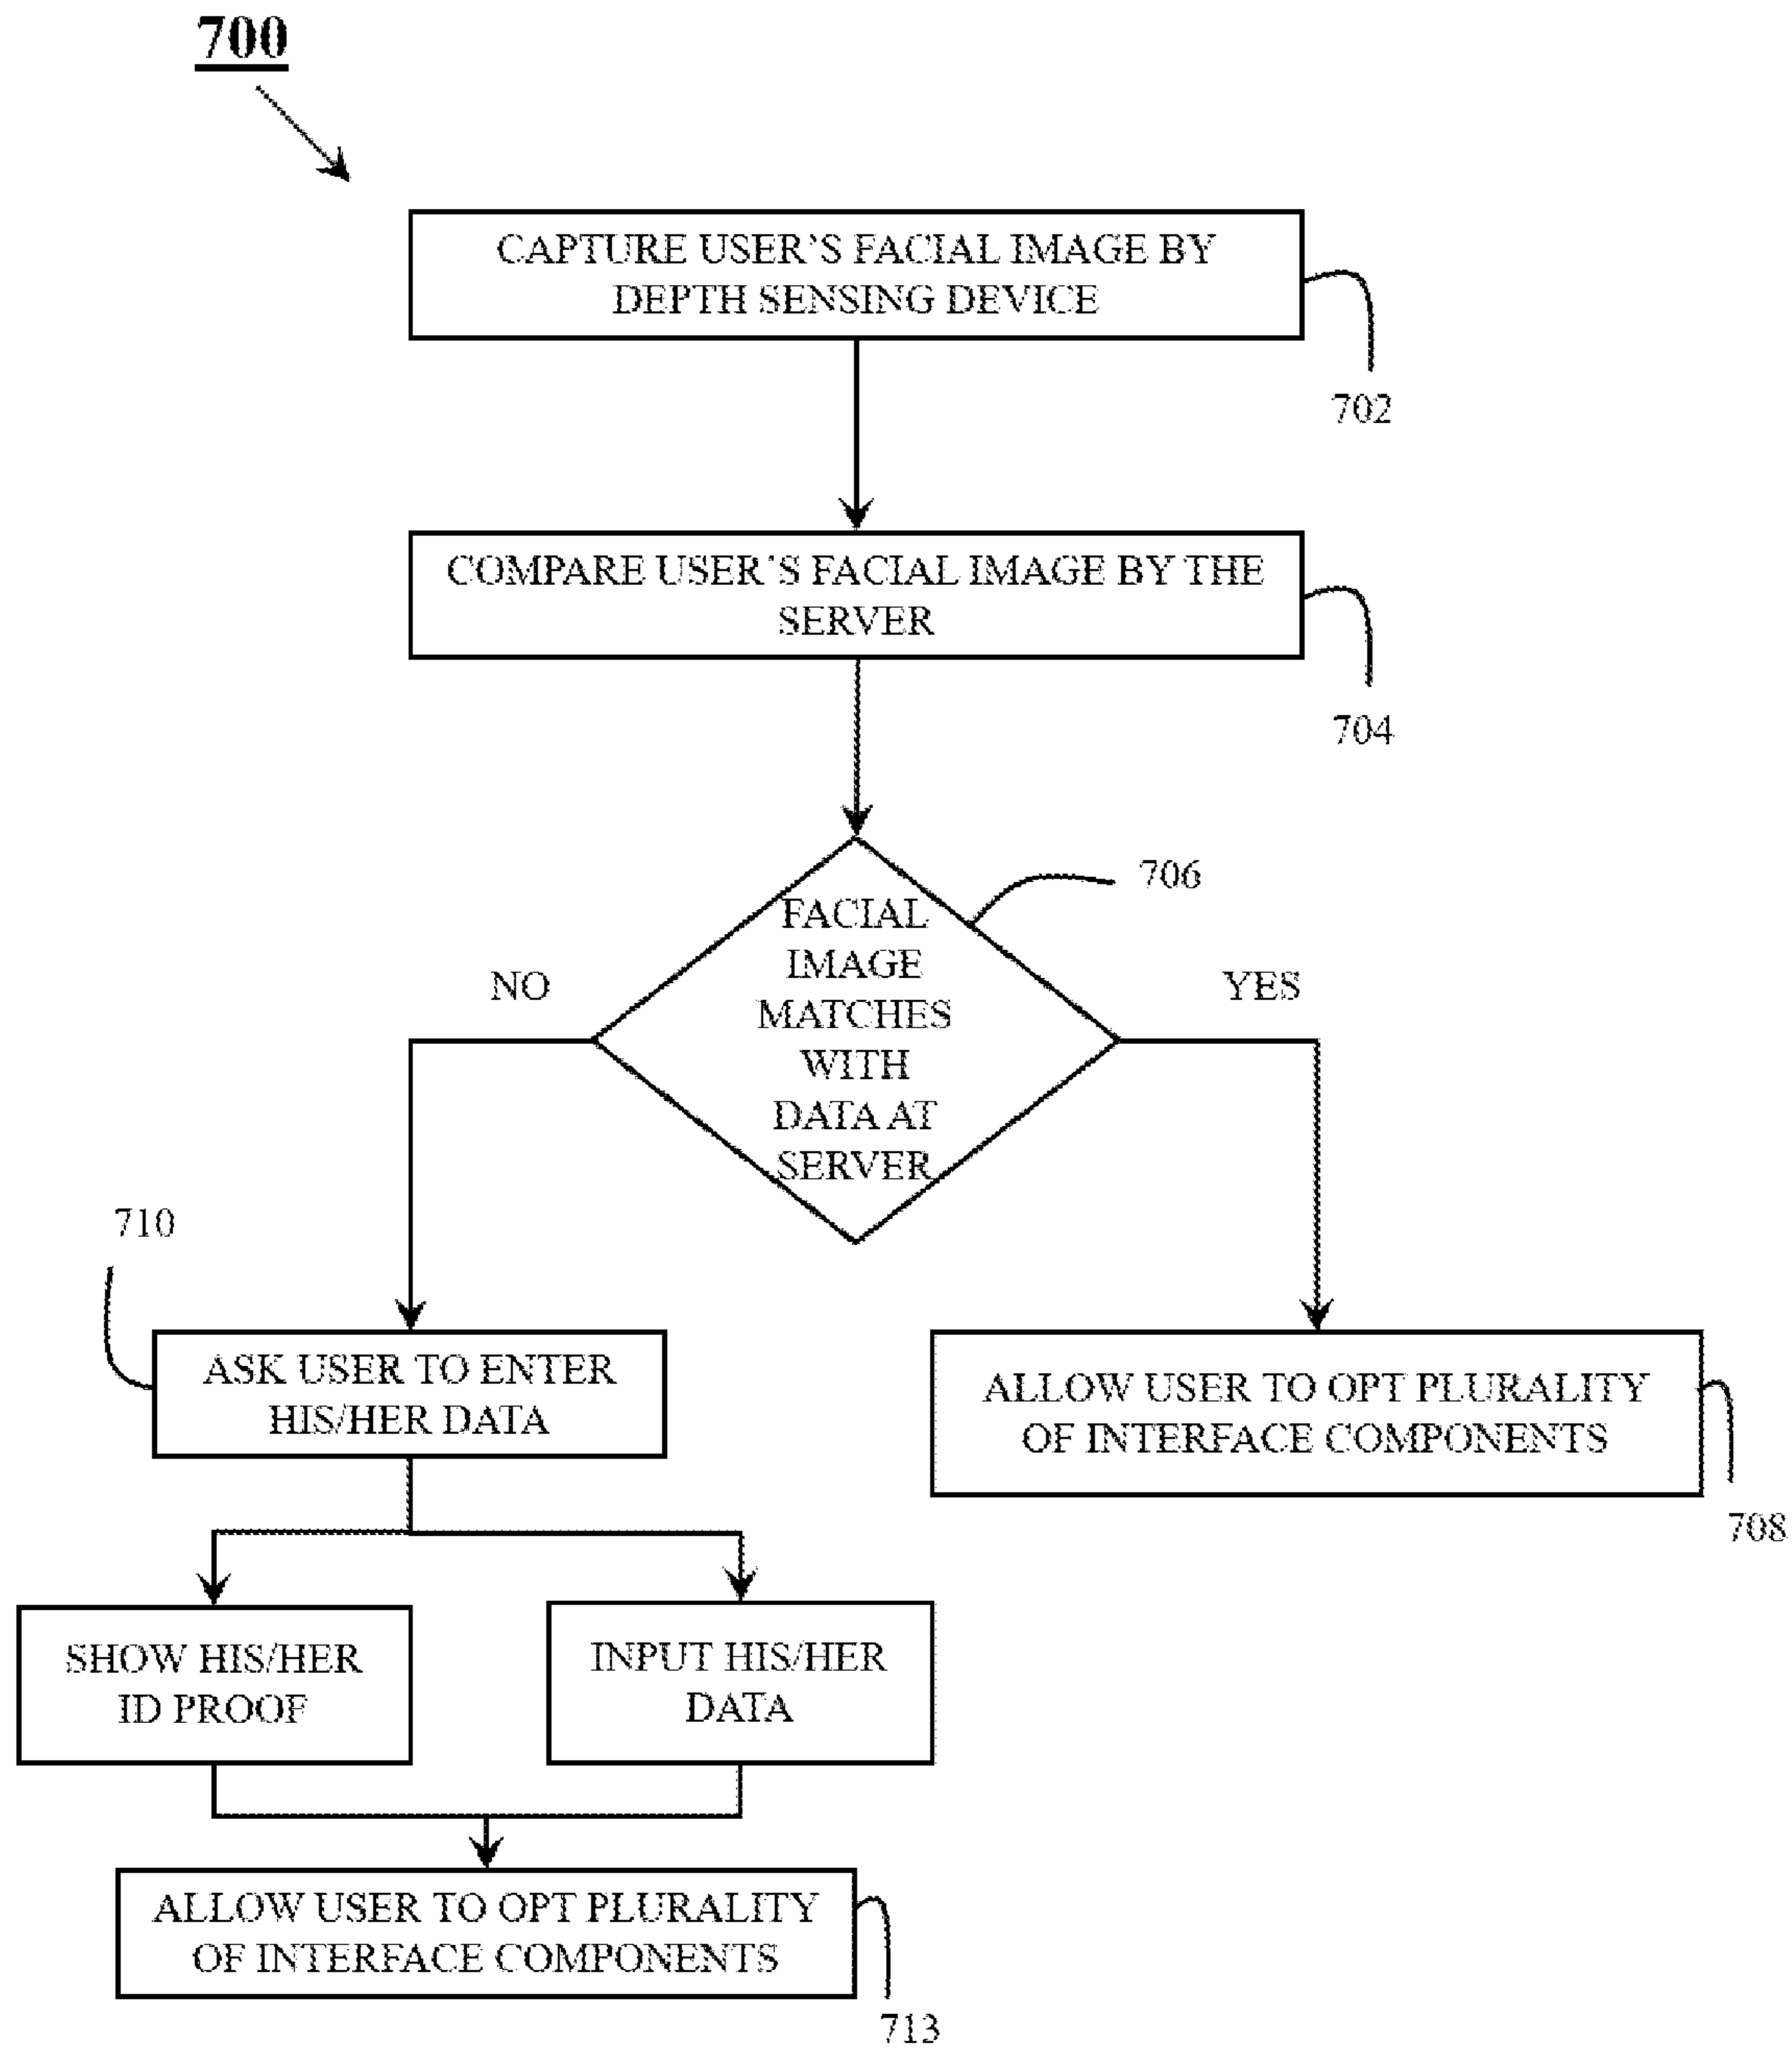 700
CAPTURE USER'S FACIAL IMAGE BY
DEPTH SENSING DEVICE
702
COMPARE USER'S FACIAL IMAGE BY THE
SERVER
704
706
FACIAL
IMAGE
MATCHES
WITH
DATA AT
SERVER
NO
YES
710
ASK USER TO ENTER
HIS/HER DATA
ALLOW USER TO OPT PLURALITY
OF INTERFACE COMPONENTS
708
SHOW HIS/HER
ID PROOF
INPUT HIS/HER
DATA
ALLOW USER TO OPT PLURALITY
OF INTERFACE COMPONENTS
713